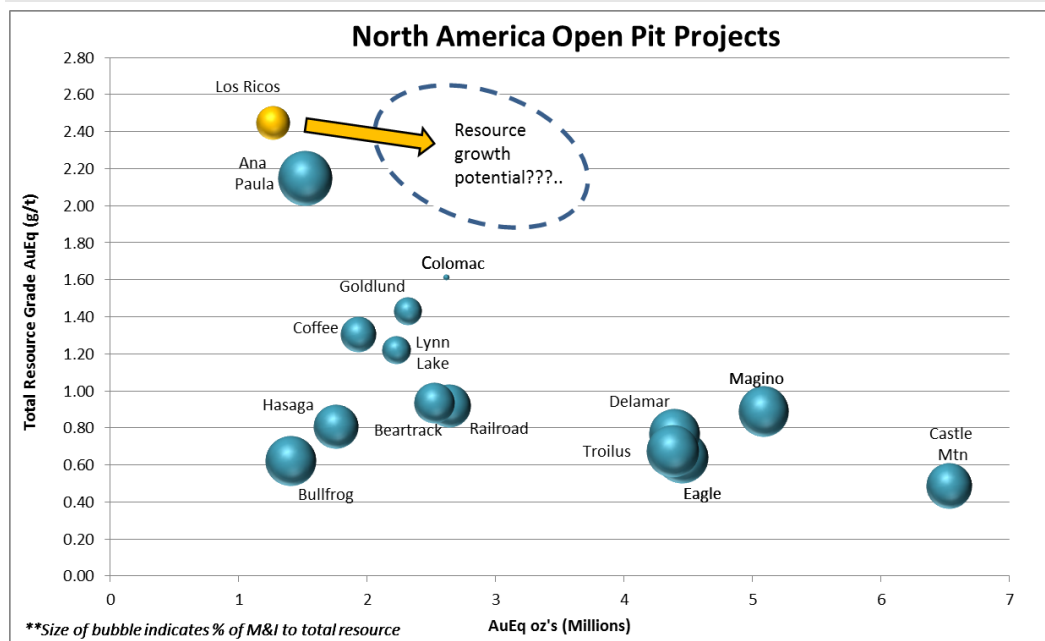 North America Open Pit Projects
Total Resource Grade AuEq (g/t)
2.80
2.60
2.40
2.20
2.00
1.80
1.60
1.40
1.20
1.00
0.80
0.60
0.40
0.20
0.00
Los Ricos
Resource
growth
potential???..
Ana
Paula
Colomac
Goldlund
Coffee
Lynn
Lake
Hasaga
Beartrack
Railroad
Bullfrog
Delamar
Magino
Troilus
Eagle
Castle
Mtn
0 1 2 3 4 5 6 7
AuEq oz's (Millions)
**Size of bubble indicates % of M&I to total resource